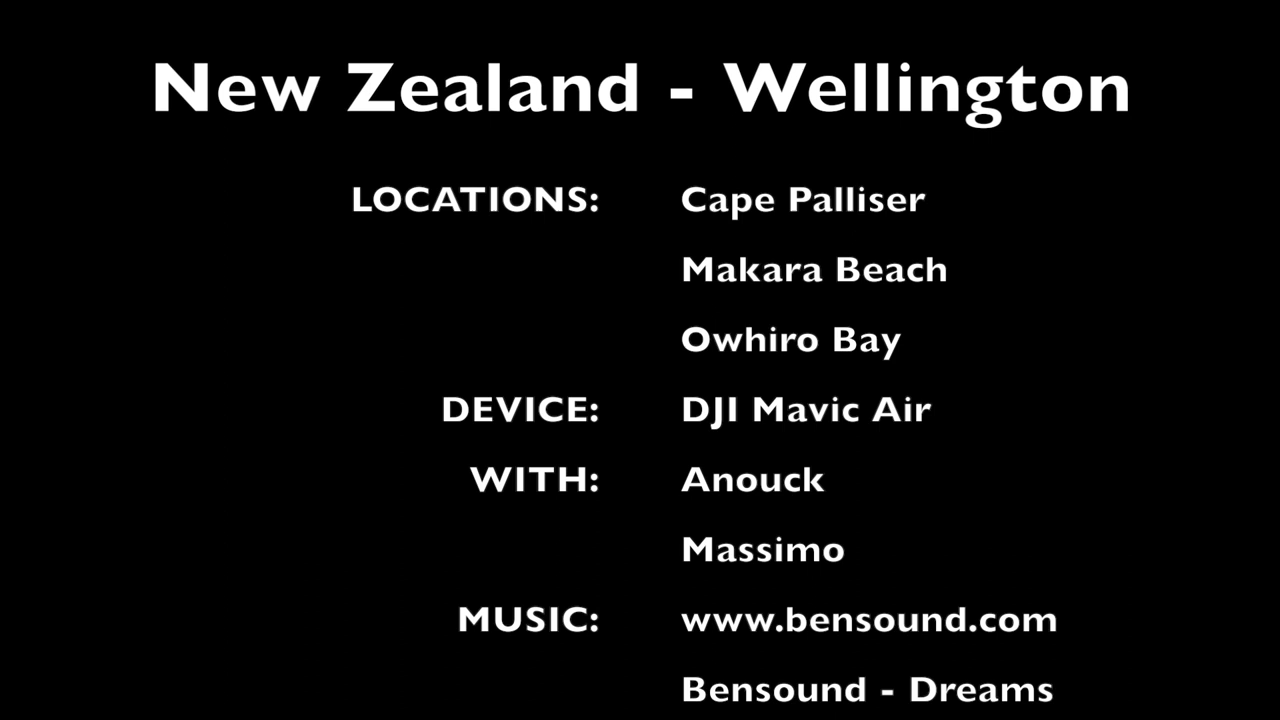 New Zealand - Wellington
LOCATIONS: Cape Palliser
Makara Beach
Owhiro Bay
DEVICE: DJI Mavic Air
WITH: Anouck
Massimo
MUSIC: www.bensound.com
Bensound - Dreams